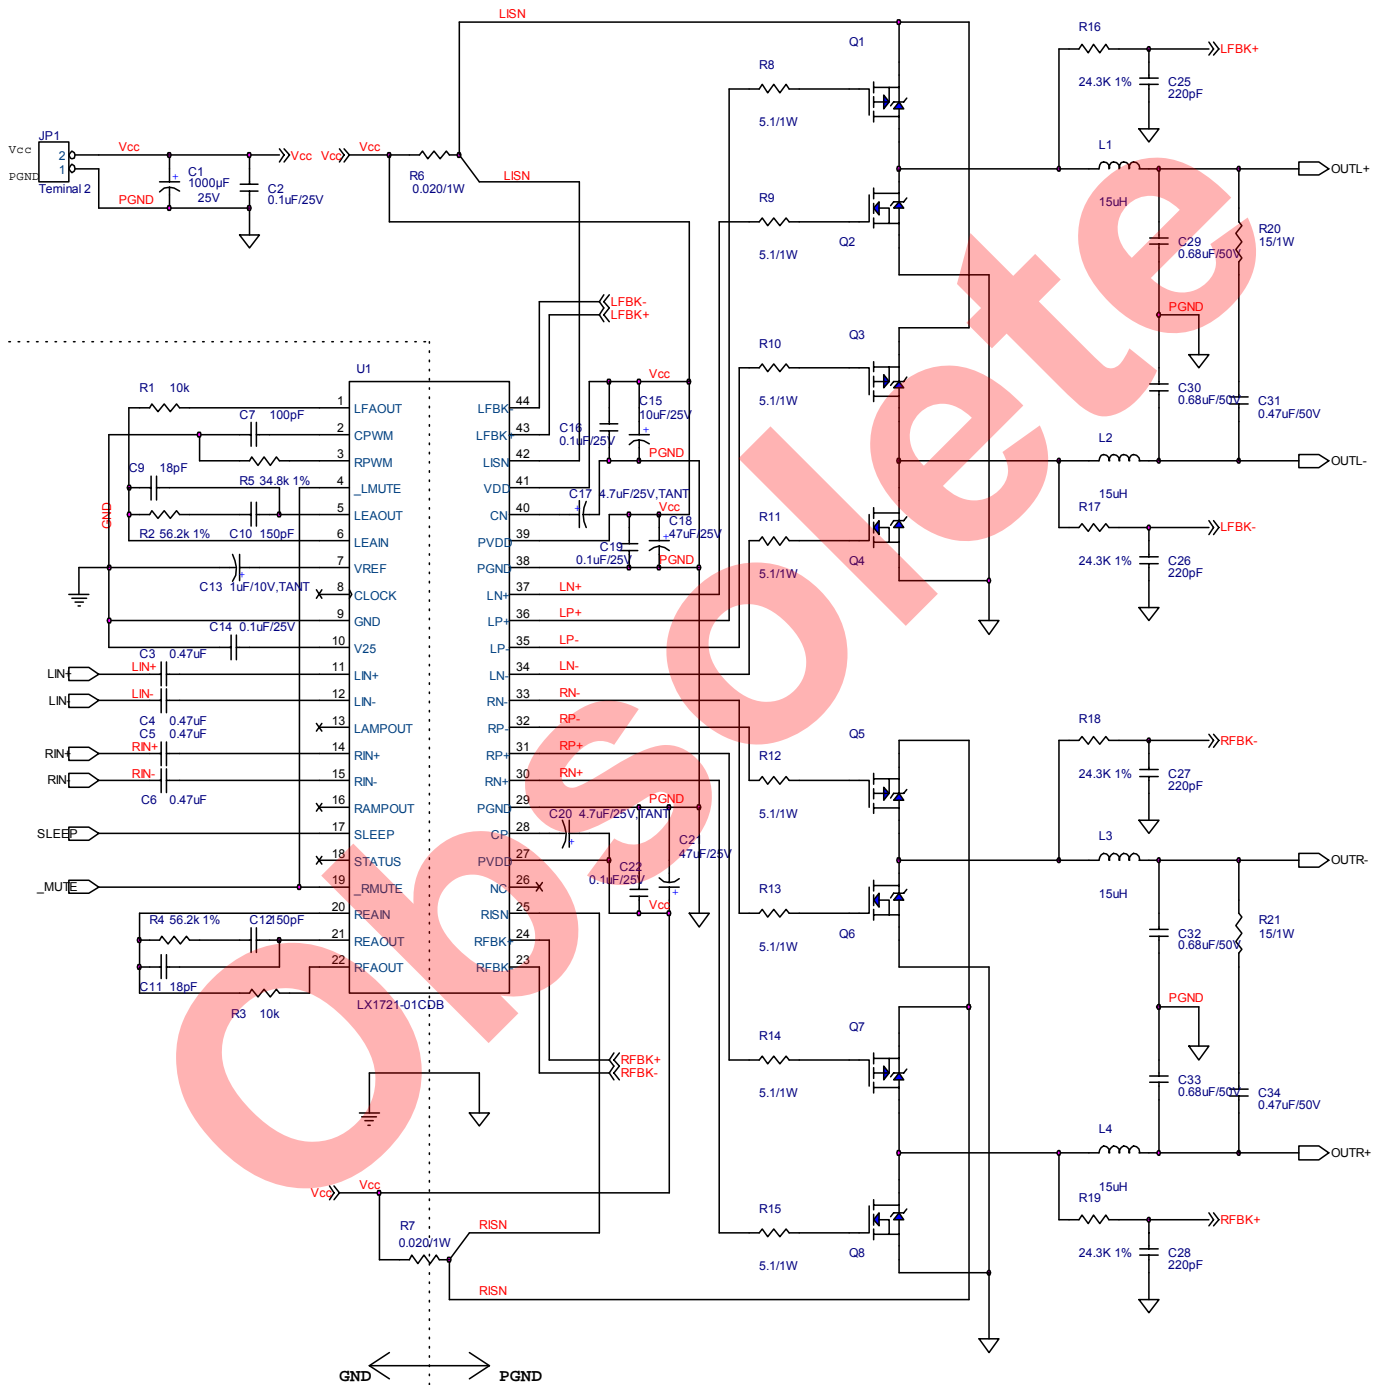 LISN
R16
LFBK+
24.3K 1%
C25
220pF
Q1
R8
5.1/1W
JP1
Vcc
2
PGND
1
Teminal 2
Vcc
PGND
C1
1000µF
25V
C2
0.1uF/25V
Vcc
Vcc
Vcc
R6
0.020/1W
LISN
R9
5.1/1W
Q2
L1
15uH
OUTL+
C29
0.68uF/50V
R20
15/1W
PGND
LFBK-
LFBK+
Q3
R10
5.1/1W
C30
0.68uF/50V
C31
0.47uF/50V
L2
15uH
OUTL-
R17
LFBK-
24.3K 1%
C26
220pF
R11
5.1/1W
Q4
U1
R1 10k
C7 100pF
C9 18pF
R5 34.8k 1%
R2 56.2k 1%
C10 150pF
GND
C13 1uF/10V,TANT
C14 0.1uF/25V
C3 0.47uF
LIN+
LIN+
LIN-
LIN-
C4 0.47uF
C5 0.47uF
RIN+
RIN+
RIN-
RIN-
C6 0.47uF
SLEEP
_MUTE
R4 56.2k 1%
C12 150pF
C11 18pF
R3 10k
1 LFAOUT
2 CPWM
3 RPWM
4 _LMUTE
5 LEAOUT
6 LEAIN
7 VREF
8 CLOCK
9 GND
10 V25
11 LIN+
12 LIN-
13 LAMPOUT
14 RIN+
15 RIN-
16 RAMPOUT
17 SLEEP
18 STATUS
19 _RMUTE
20 REAIN
21 REAOUT
22 RFAOUT
LFBK- 44
LFBK+ 43
LISN 42
VDD 41
CN 40
PVDD 39
PGND 38
LN+ 37
LP+ 36
LP- 35
LN- 34
RN- 33
RP- 32
RP+ 31
RN+ 30
PGND 29
CP 28
PVDD 27
NC 26
RISN 25
RFBK+ 24
RFBK- 23
LX1721-01CDB
Vcc
C15
10uF/25V
C16
0.1uF/25V
PGND
C17 4.7uF/25V,TANT
Vcc
C18
47uF/25V
C19
0.1uF/25V
PGND
LN+
LP+
LP-
LN-
RN-
RP-
RP+
RN+
PGND
C20 4.7uF/25V,TANT
C21
47uF/25V
C22
0.1uF/25V
Vcc
RFBK+
RFBK-
Q5
R12
5.1/1W
R18
RFBK-
24.3K 1%
C27
220pF
L3
15uH
OUTR-
R13
5.1/1W
Q6
C32
0.68uF/50V
R21
15/1W
PGND
Q7
R14
5.1/1W
C33
0.68uF/50V
C34
0.47uF/50V
L4
15uH
OUTR+
R19
RFBK+
24.3K 1%
C28
220pF
R15
5.1/1W
Q8
Vcc
Vcc
R7
0.020/1W
RISN
RISN
GND
PGND
Obsolete